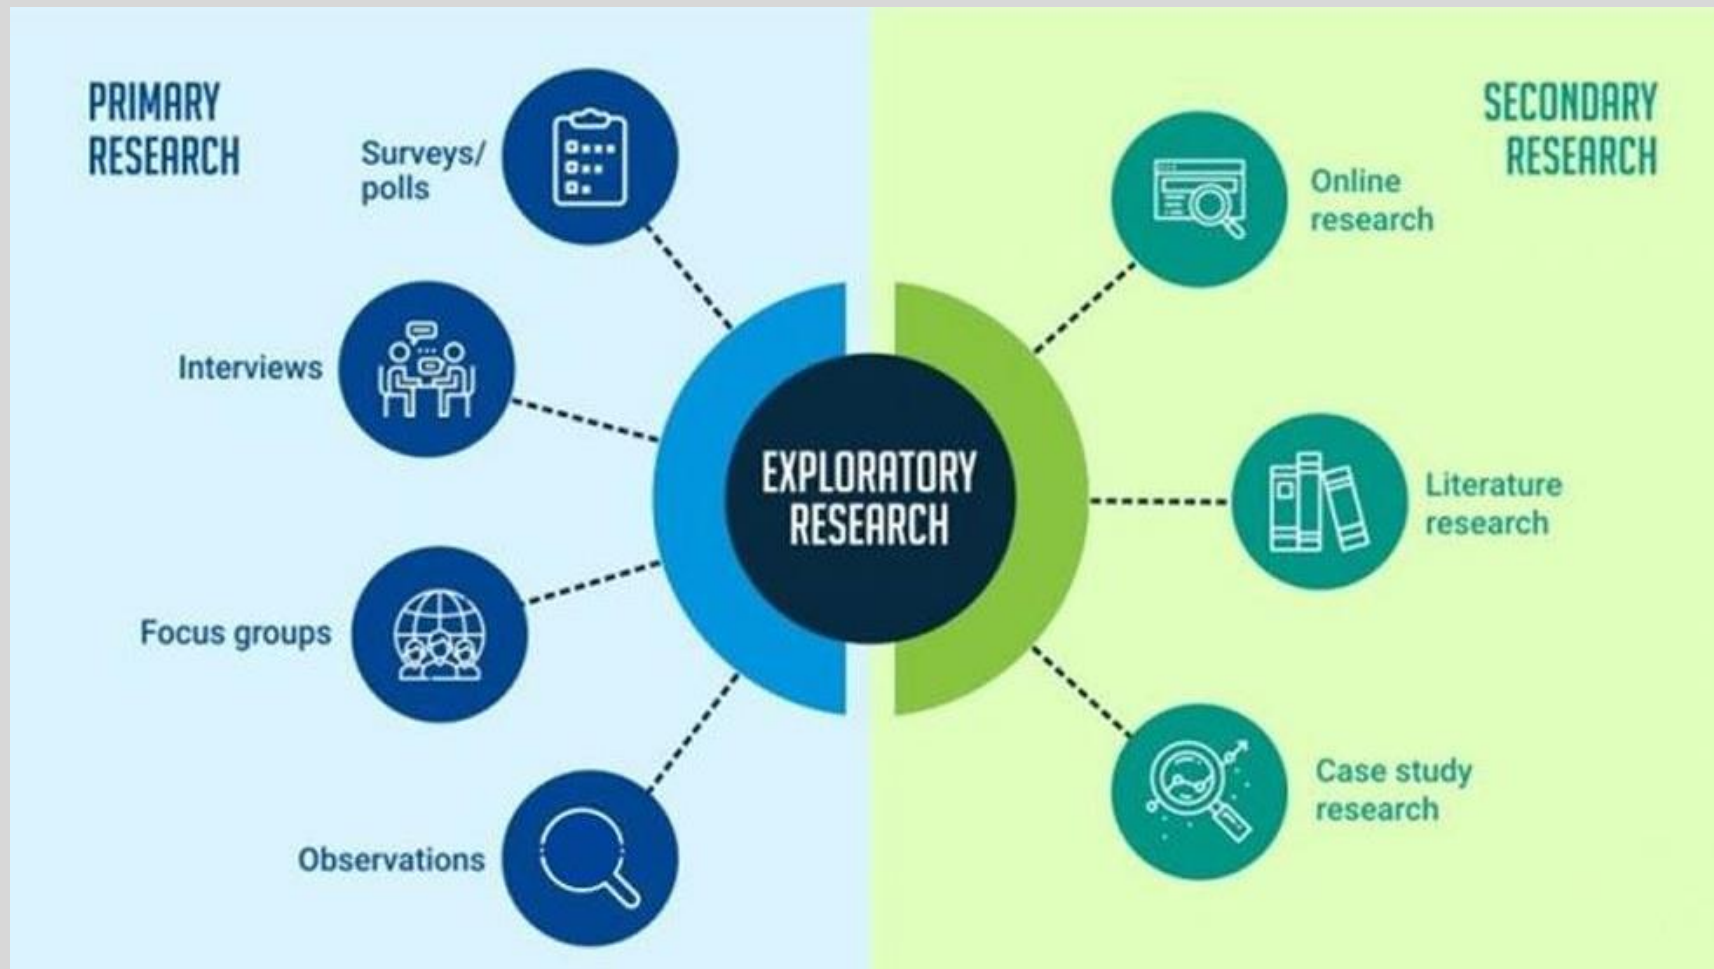 PRIMARY
RESEARCH
Surveys/
polls
Interviews
Focus groups
Observations
EXPLORATORY
RESEARCH
SECONDARY
RESEARCH
Online
research
Literature
research
Case study
research